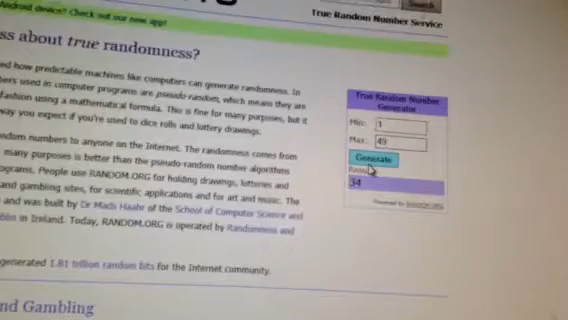 Android device? Check out our new app!
True Random Number Service
ss about true randomness?
ed how predictable machines like computers can generate randomness. In
bers used in computer programs are pseudo-random, which means they are
fashion using a mathematical formula. This is fine for many purposes, but it
way you expect if you're used to dice rolls and lottery drawings.
ndom numbers to anyone on the Internet. The randomness comes from
many purposes is better than the pseudo-random number algorithms
ograms. People use RANDOM.ORG for holding drawings, lotteries and
and gambling sites, for scientific applications and for art and music. The
and was built by Dr Mads Haahr of the School of Computer Science and
blin in Ireland. Today, RANDOM.ORG is operated by Randomness and
generated 1.81 trillion random bits for the Internet community.
nd Gambling
True Random Number
Generator
Min: 1
Max: 49
Generate
Result:
34
Powered by RANDOM.ORG